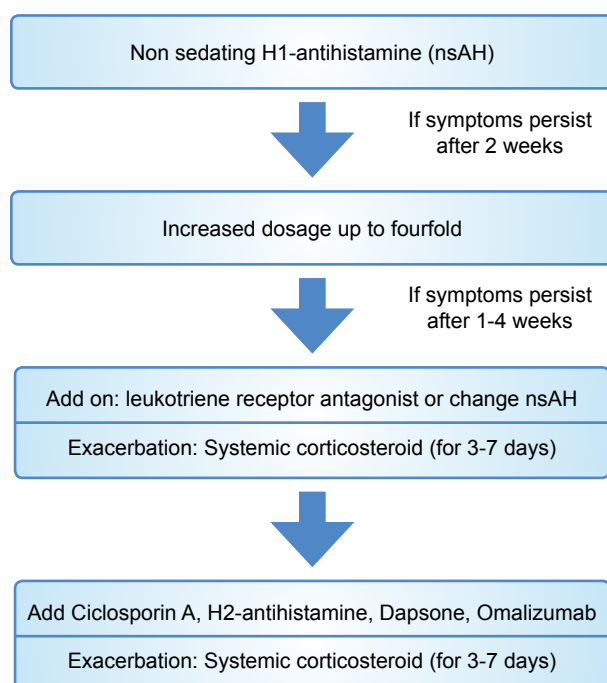 Non sedating H1-antihistamine (nsAH)
If symptoms persist
after 2 weeks
Increased dosage up to fourfold
If symptoms persist
after 1-4 weeks
Add on: leukotriene receptor antagonist or change nsAH
Exacerbation: Systemic corticosteroid (for 3-7 days)
Add Ciclosporin A, H2-antihistamine, Dapsone, Omalizumab
Exacerbation: Systemic corticosteroid (for 3-7 days)